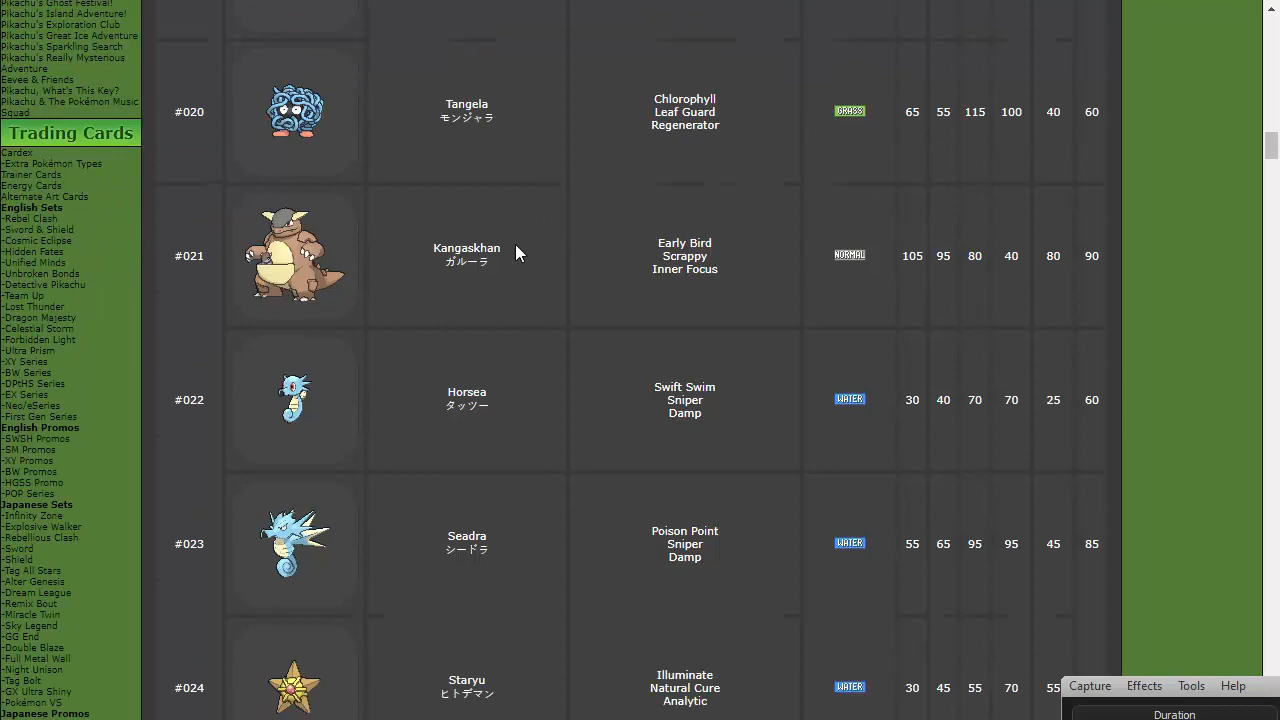 Pikachu's Ghost Festival!
Pikachu's Island Adventure!
Pikachu's Exploration Club
Pikachu's Great Ice Adventure
Pikachu's Sparkling Search
Pikachu's Really Mysterious
Adventure
Eevee & Friends
Pikachu, What's This Key?
Pikachu & The Pokémon Music
Squad
Trading Cards
Cardex
-Extra Pokémon Types
Trainer Cards
Energy Cards
Alternate Art Cards
English Sets
-Rebel Clash
-Sword & Shield
-Cosmic Eclipse
-Hidden Fates
-Unified Minds
-Unbroken Bonds
-Detective Pikachu
-Team Up
-Lost Thunder
-Dragon Majesty
-Celestial Storm
-Forbidden Light
-Ultra Prism
-XY Series
-BW Series
-DPtHS Series
-EX Series
-Neo/eSeries
-First Gen Series
English Promos
-SWSH Promos
-SM Promos
-XY Promos
-BW Promos
-HGSS Promo
-POP Series
Japanese Sets
-Infinity Zone
-Explosive Walker
-Rebellious Clash
-Sword
-Shield
-Tag All Stars
-Alter Genesis
-Dream League
-Remix Bout
-Miracle Twin
-Sky Legend
-GG End
-Double Blaze
-Full Metal Wall
-Night Unison
-Tag Bolt
-GX Ultra Shiny
-Pokémon VS
Japanese Promos
#020
Tangela
モンジャラ
Chlorophyll
Leaf Guard
Regenerator
GRASS
65 55 115 100 40 60
#021
Kangaskhan
ガルーラ
Early Bird
Scrappy
Inner Focus
NORMAL
105 95 80 40 80 90
#022
Horsea
タッツー
Swift Swim
Sniper
Damp
WATER
30 40 70 70 25 60
#023
Seadra
シードラ
Poison Point
Sniper
Damp
WATER
55 65 95 95 45 85
#024
Staryu
ヒトデマン
Illuminate
Natural Cure
Analytic
WATER
30 45 55 70 55
Capture Effects Tools Help
Duration